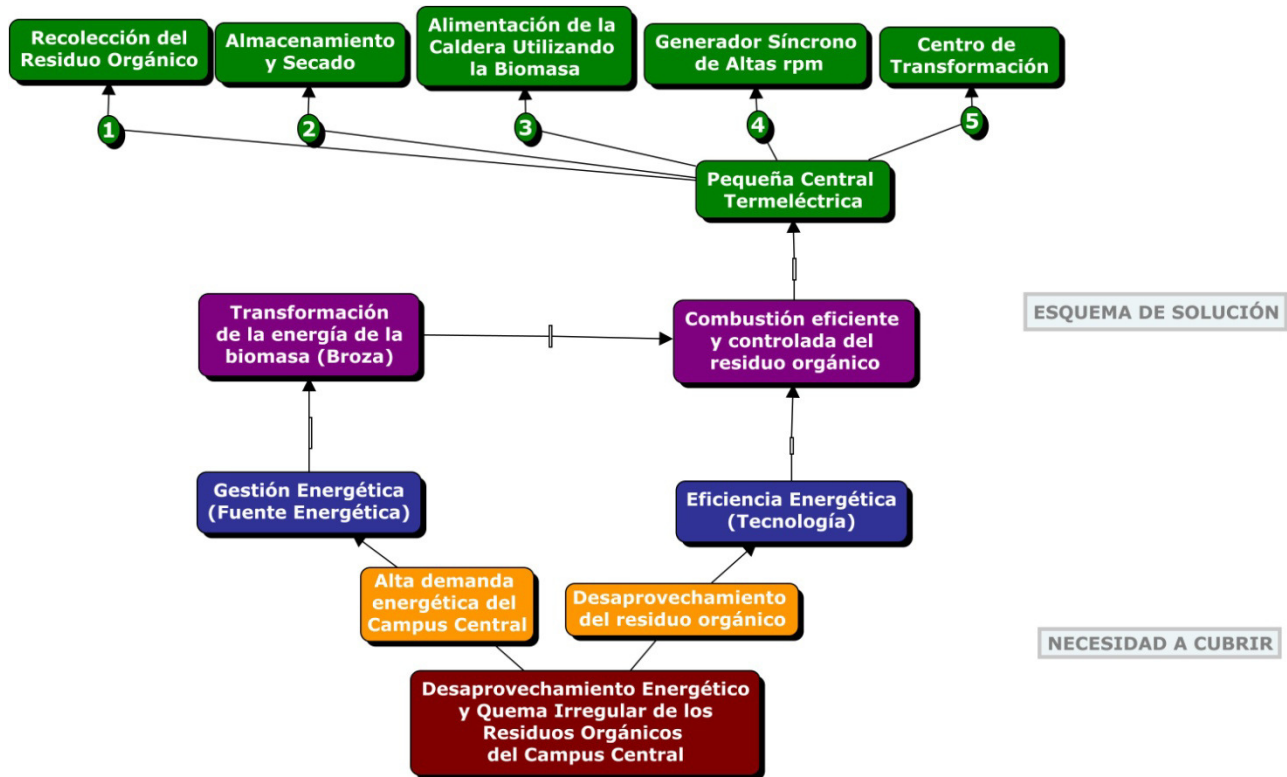 Recolección del
Residuo Orgánico
Almacenamiento
y Secado
Alimentación de la
Caldera Utilizando
la Biomasa
Generador Síncrono
de Altas rpm
Centro de
Transformación
1
2
3
4
5
Pequeña Central
Termeléctrica
Transformación
de la energía de la
biomasa (Broza)
Combustión eficiente
y controlada del
residuo orgánico
ESQUEMA DE SOLUCIÓN
Gestión Energética
(Fuente Energética)
Eficiencia Energética
(Tecnología)
Alta demanda
energética del
Campus Central
Desaprovechamiento
del residuo orgánico
NECESIDAD A CUBRIR
Desaprovechamiento Energético
y Quema Irregular de los
Residuos Orgánicos
del Campus Central